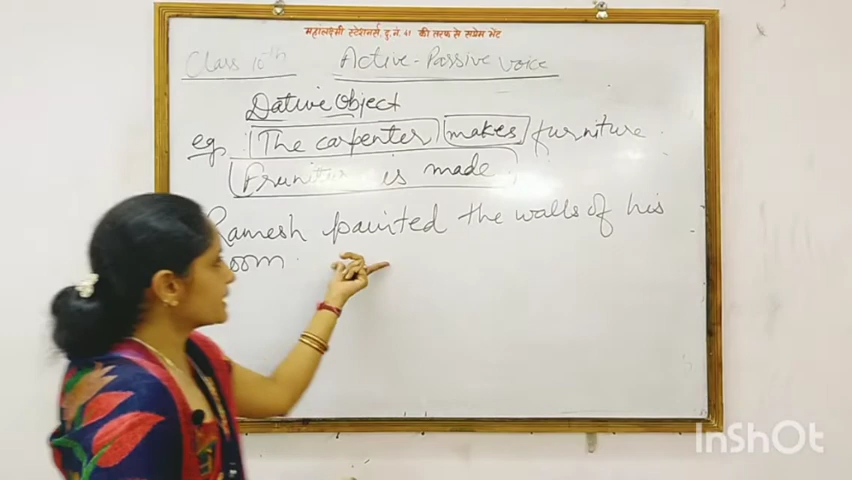 महालक्ष्मी स्टेशनर्स, दु. नं. 41 की तरफ से सप्रेम भेंट
Class 10th Active-Passive Voice
Dative Object
eg. The carpenter makes furniture.
is made
Ramesh painted the walls of his
room.
InShOt